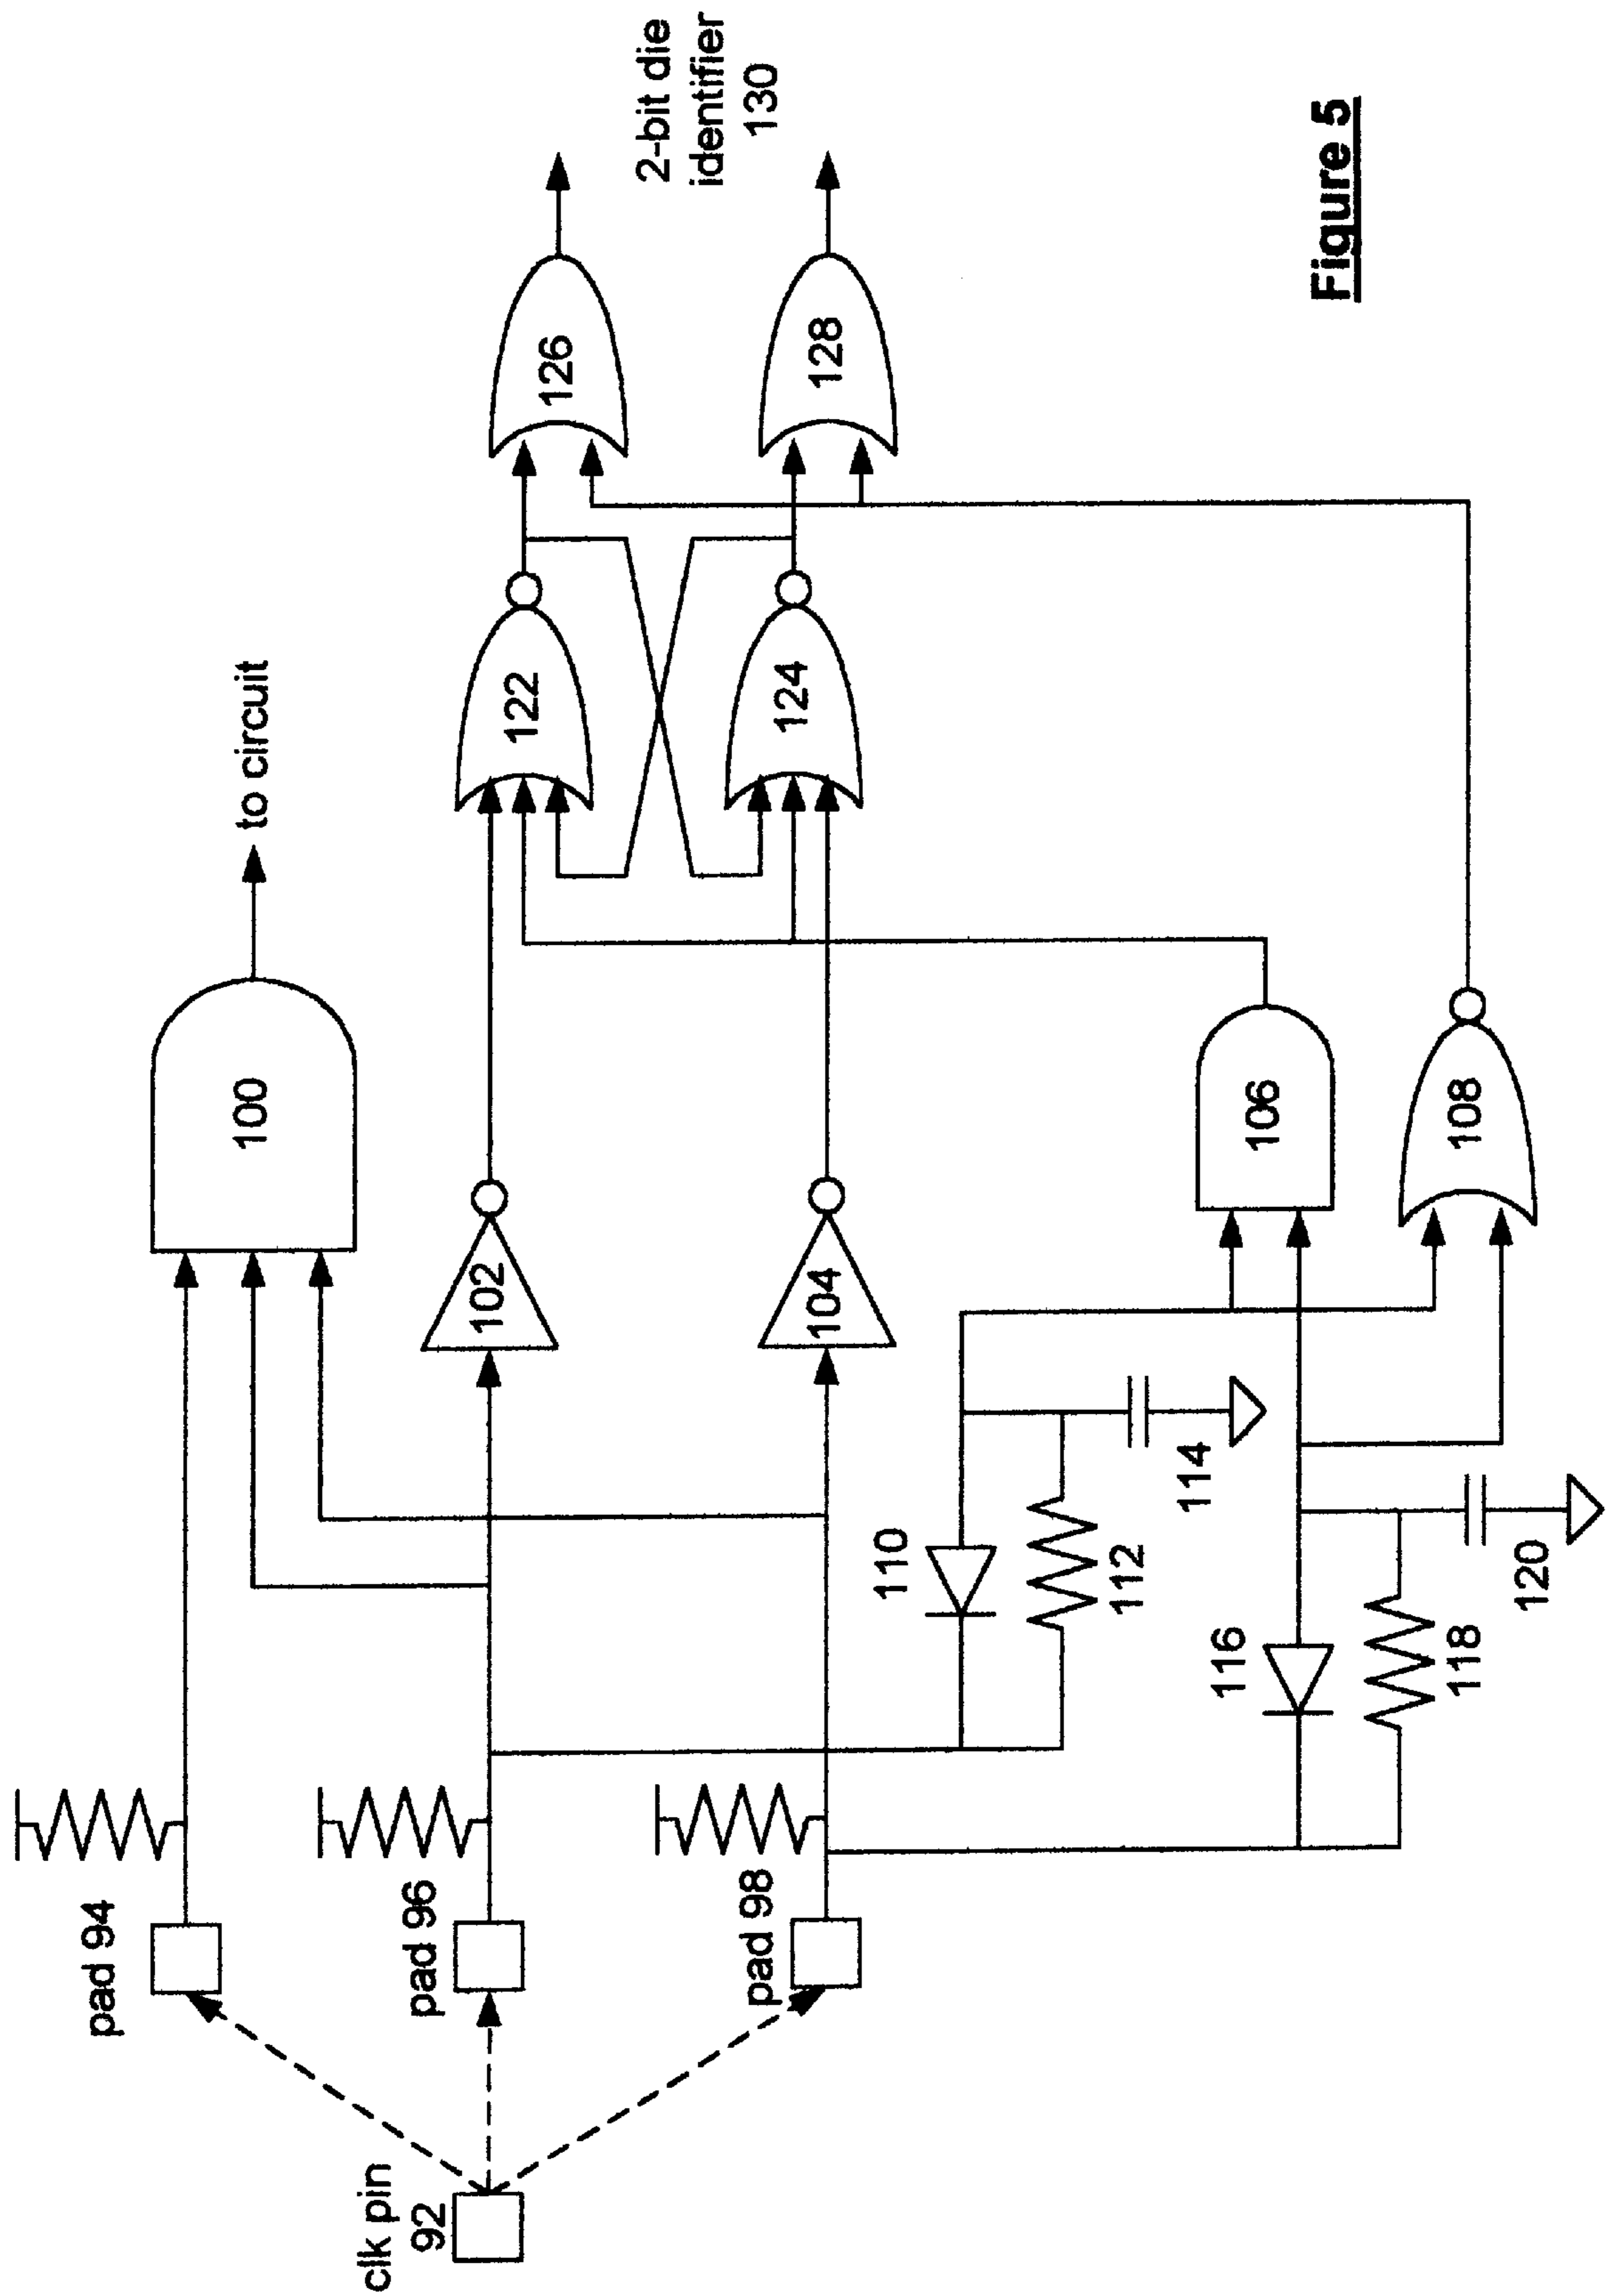 clk pin
92
pad 94
pad 96
pad 98
100
to circuit
102
104
110
112
114
116
118
120
106
108
122
124
126
128
2-bit die
identifier
130
Figure 5